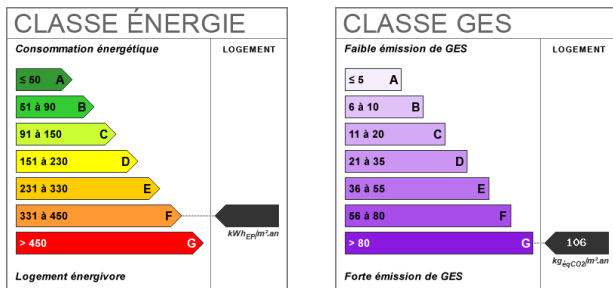 CLASSE ÉNERGIE
Consommation énergétique
LOGEMENT
≤ 50 A
51 à 90 B
91 à 150 C
151 à 230 D
231 à 330 E
331 à 450 F
> 450 G
kWhEP/m².an
Logement énergivore
CLASSE GES
Faible émission de GES
LOGEMENT
≤ 5 A
6 à 10 B
11 à 20 C
21 à 35 D
36 à 55 E
56 à 80 F
> 80 G
106
kgéqCO2/m².an
Forte émission de GES